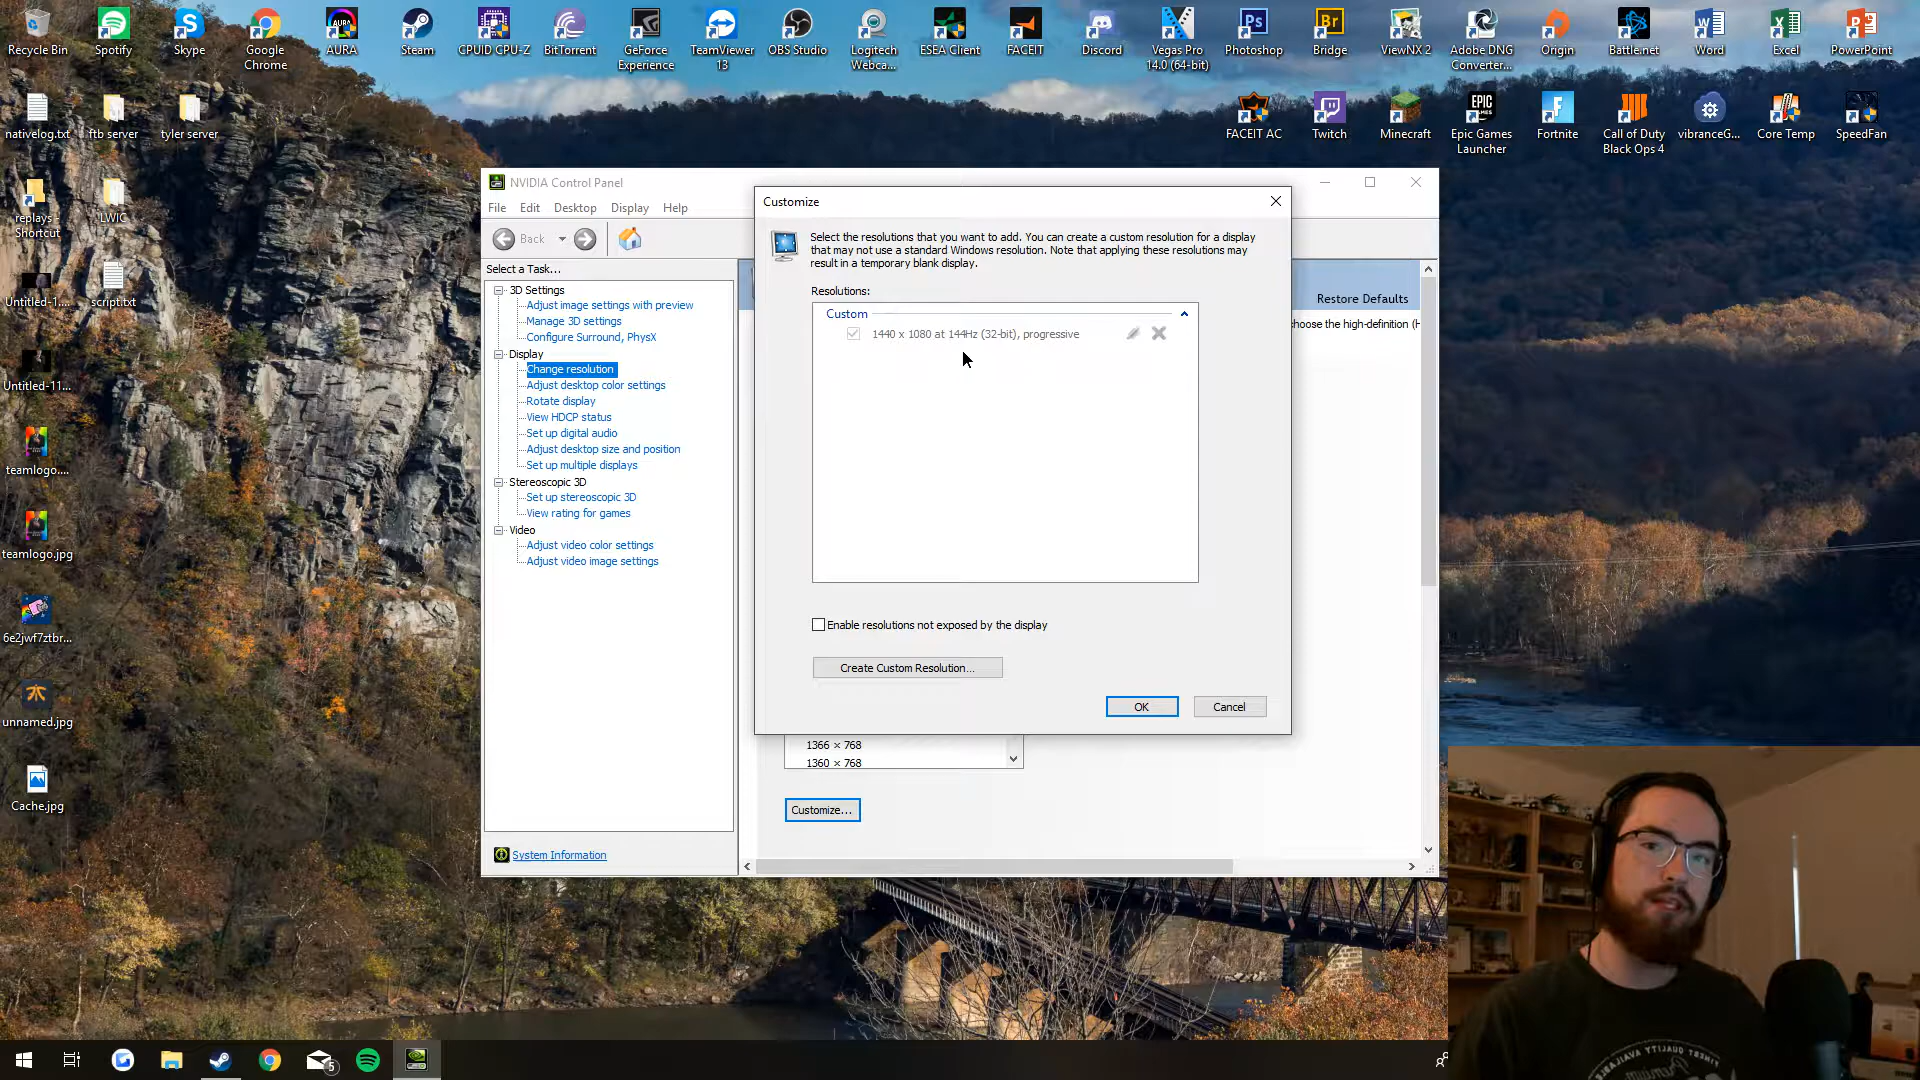 Recycle Bin
Spotify
Skype
Google
Chrome
AURA
Steam
CPUID CPU-Z
BitTorrent
GeForce
Experience
TeamViewer
13
OBS Studio
Logitech
Webca...
ESEA Client
FACEIT
Discord
Vegas Pro
14.0 (64-bit)
Photoshop
Bridge
ViewNX 2
Adobe DNG
Converter...
Origin
Battle.net
Word
Excel
PowerPoint
nativelog.txt
ftb server
tyler server
FACEIT AC
Twitch
Minecraft
Epic Games
Launcher
Fortnite
Call of Duty
Black Ops 4
vibranceG...
Core Temp
SpeedFan
replays -
Shortcut
LWIC
Untitled-1....
script.txt
Untitled-11...
teamlogo....
teamlogo.jpg
6e2jwf7ztbr...
unnamed.jpg
Cache.jpg
NVIDIA Control Panel
File Edit Desktop Display Help
Back
Select a Task...
3D Settings
Adjust image settings with preview
Manage 3D settings
Configure Surround, PhysX
Display
Change resolution
Adjust desktop color settings
Rotate display
View HDCP status
Set up digital audio
Adjust desktop size and position
Set up multiple displays
Stereoscopic 3D
Set up stereoscopic 3D
View rating for games
Video
Adjust video color settings
Adjust video image settings
System Information
Restore Defaults
hoose the high-definition (H
Customize
Select the resolutions that you want to add. You can create a custom resolution for a display
that may not use a standard Windows resolution. Note that applying these resolutions may
result in a temporary blank display.
Resolutions:
Custom
1440 x 1080 at 144Hz (32-bit), progressive
Enable resolutions not exposed by the display
Create Custom Resolution...
OK
Cancel
1366 × 768
1360 × 768
Customize...
5